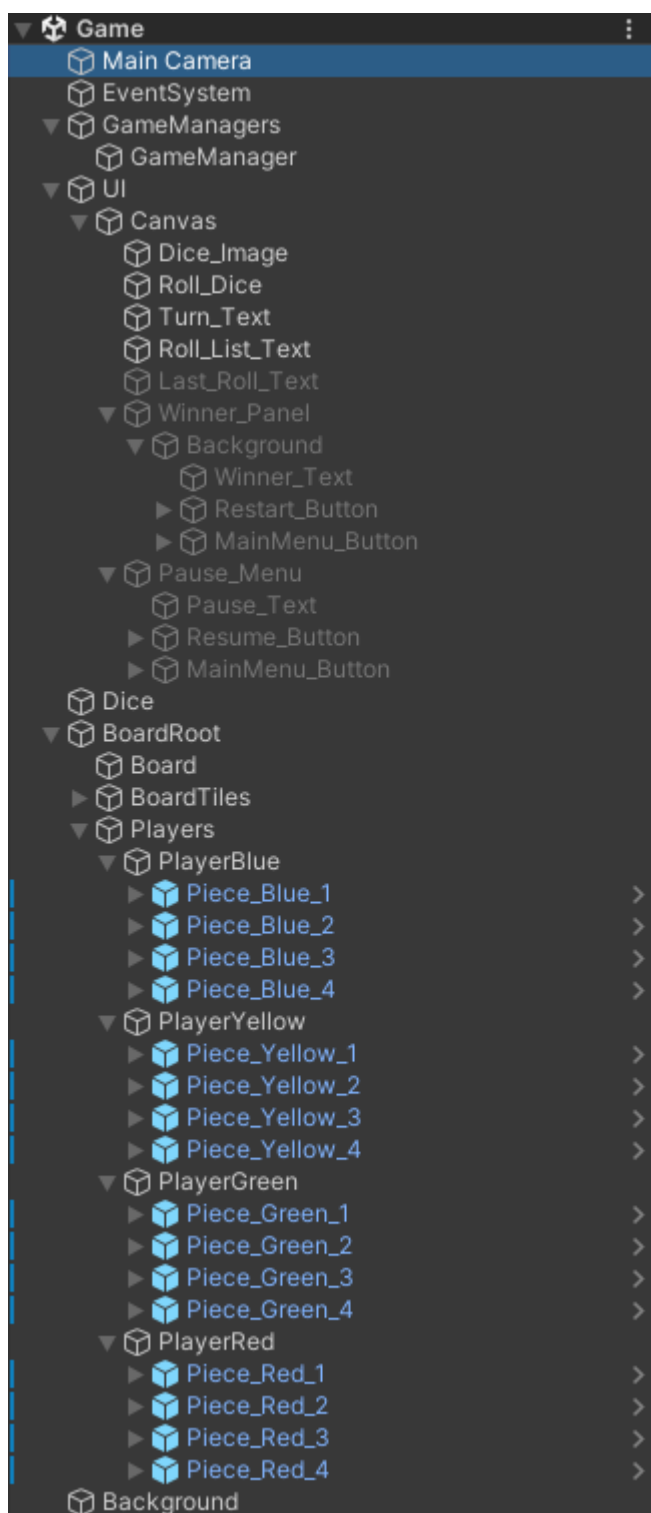 Game
Main Camera
EventSystem
GameManagers
GameManager
UI
Canvas
Dice_Image
Roll_Dice
Turn_Text
Roll_List_Text
Last_Roll_Text
Winner_Panel
Background
Winner_Text
Restart_Button
MainMenu_Button
Pause_Menu
Pause_Text
Resume_Button
MainMenu_Button
Dice
BoardRoot
Board
BoardTiles
Players
PlayerBlue
Piece_Blue_1
Piece_Blue_2
Piece_Blue_3
Piece_Blue_4
PlayerYellow
Piece_Yellow_1
Piece_Yellow_2
Piece_Yellow_3
Piece_Yellow_4
PlayerGreen
Piece_Green_1
Piece_Green_2
Piece_Green_3
Piece_Green_4
PlayerRed
Piece_Red_1
Piece_Red_2
Piece_Red_3
Piece_Red_4
Background